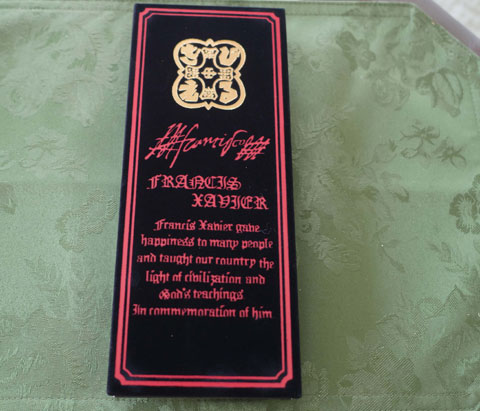 Francisco
FRANCIS
XAVIER
Francis Xavier gave
happiness to many people
and taught our country the
light of civilization and
God's teachings
In commemoration of him